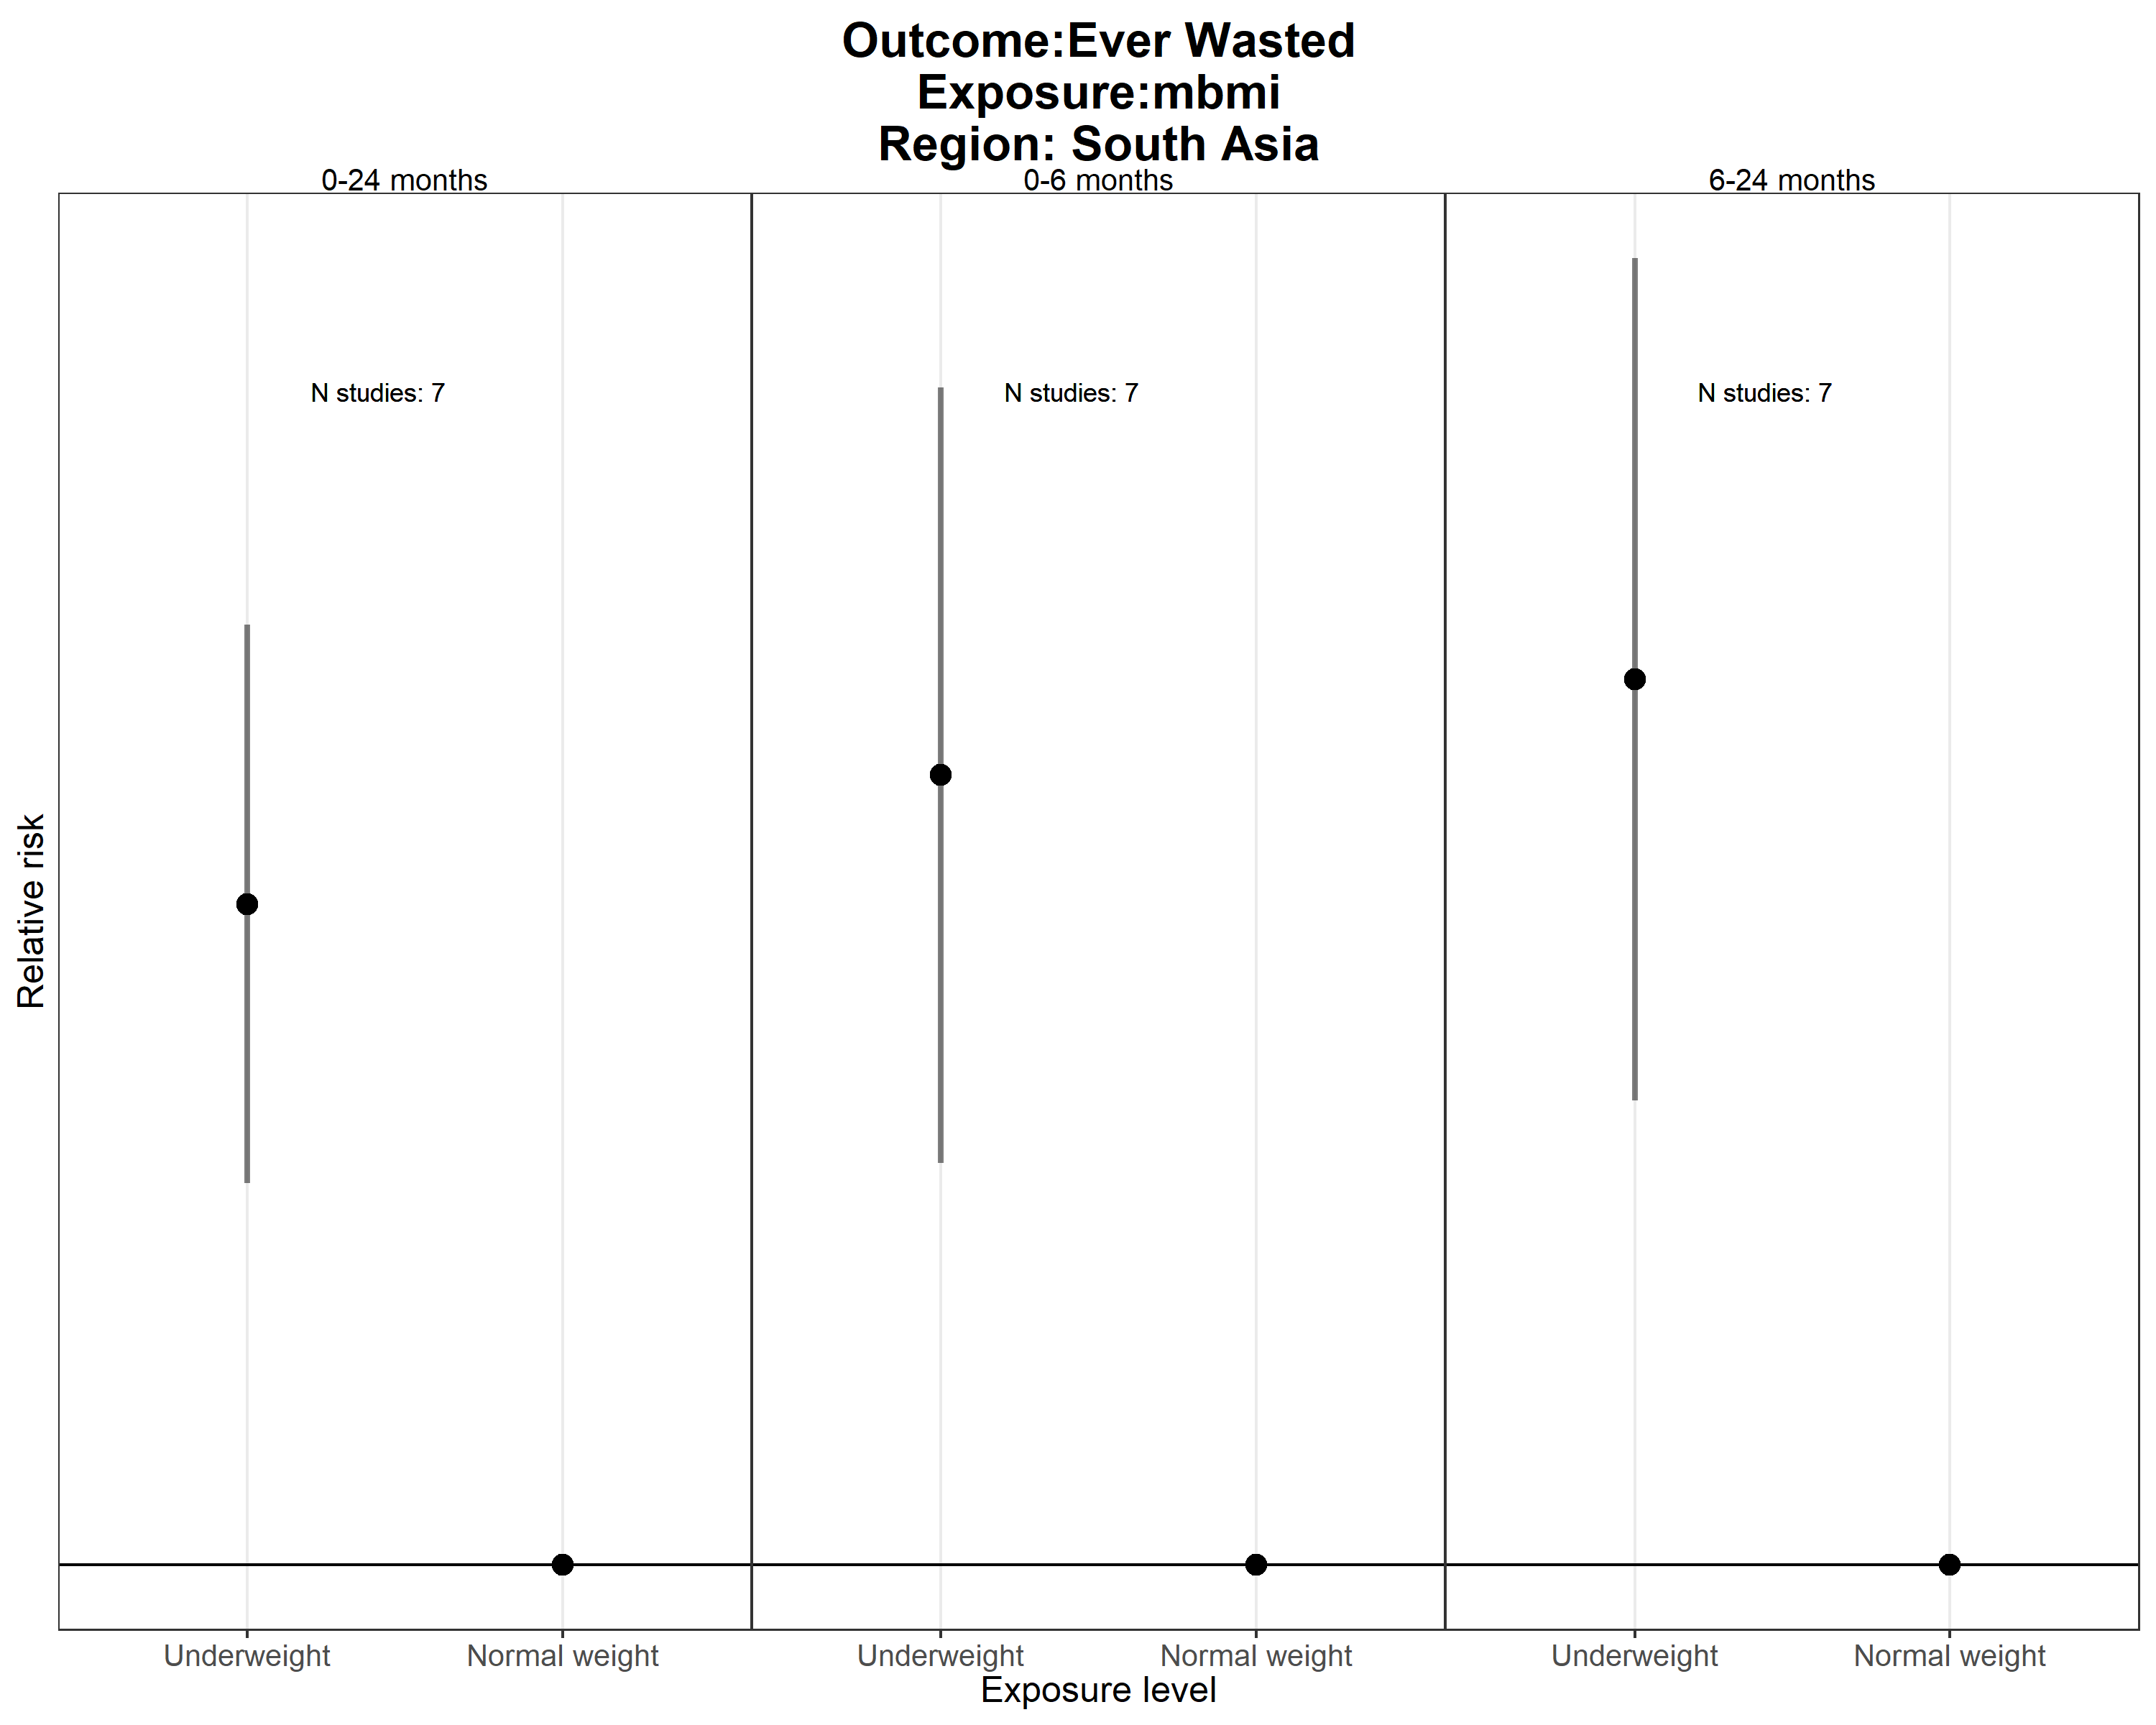 Outcome:Ever Wasted
Exposure:mbmi
Region: South Asia
0-24 months
0-6 months
6-24 months
N studies: 7
N studies: 7
N studies: 7
Relative risk
Underweight
Normal weight
Underweight
Normal weight
Underweight
Normal weight
Exposure level